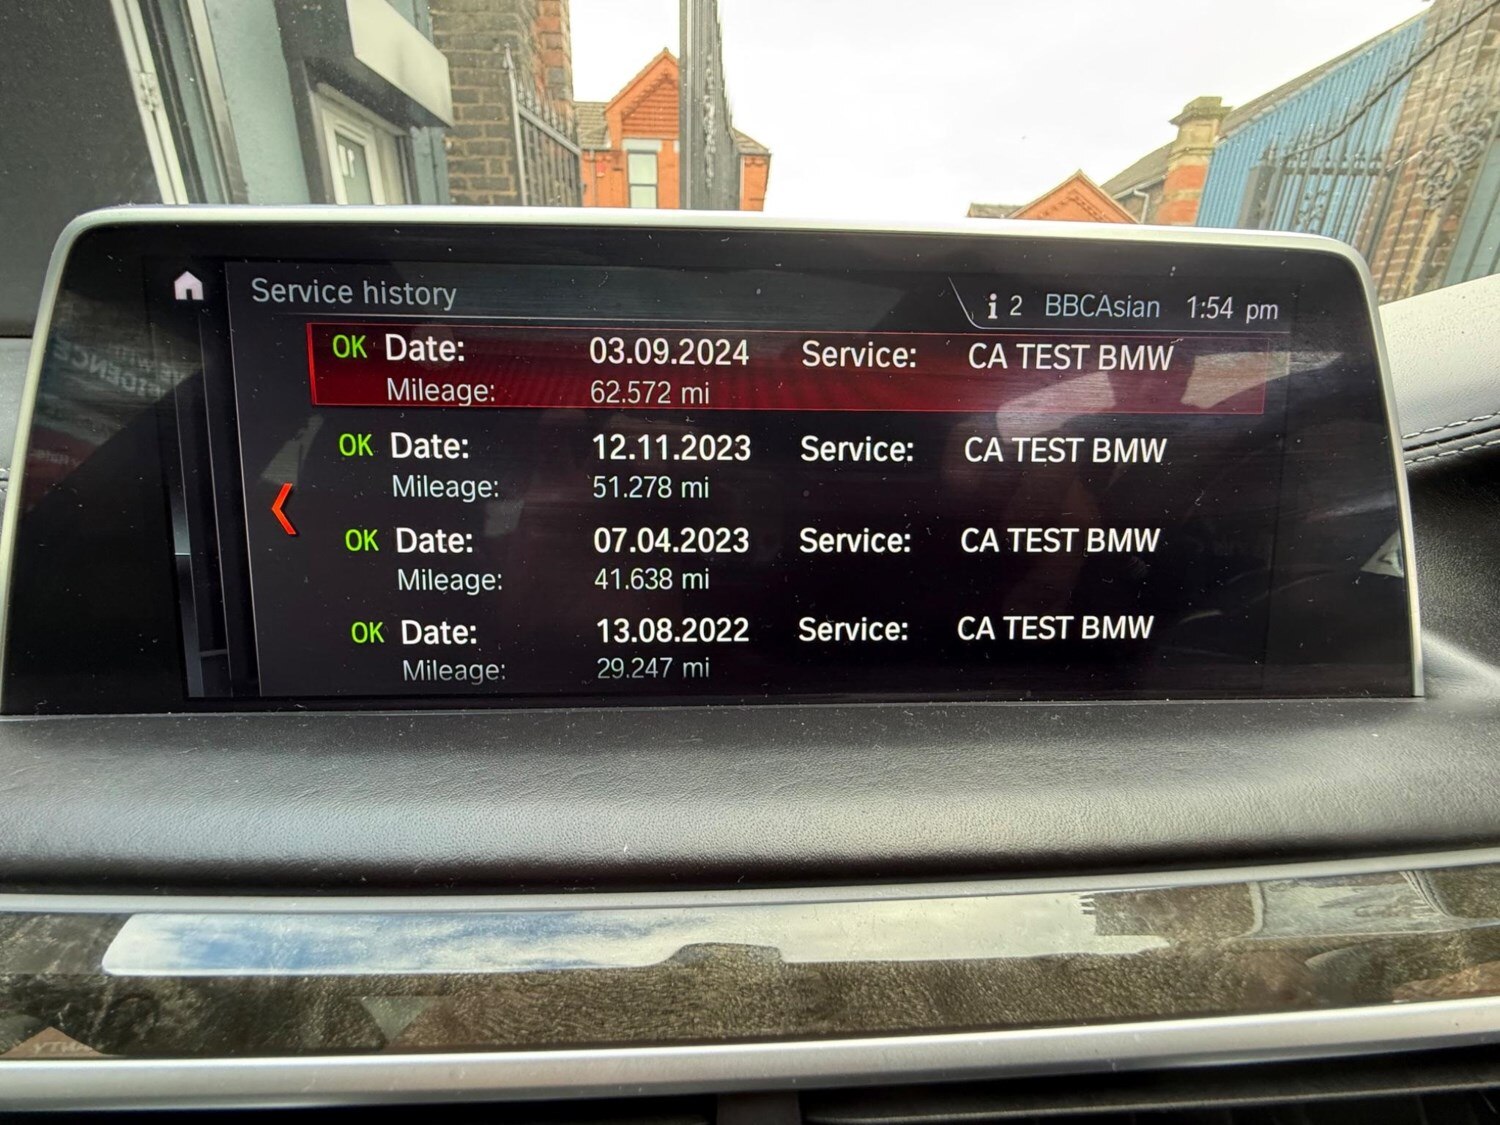 Service history
i 2 BBCAsian 1:54 pm
OK Date: 03.09.2024 Service: CA TEST BMW
Mileage: 62.572 mi
OK Date: 12.11.2023 Service: CA TEST BMW
Mileage: 51.278 mi
OK Date: 07.04.2023 Service: CA TEST BMW
Mileage: 41.638 mi
OK Date: 13.08.2022 Service: CA TEST BMW
Mileage: 29.247 mi